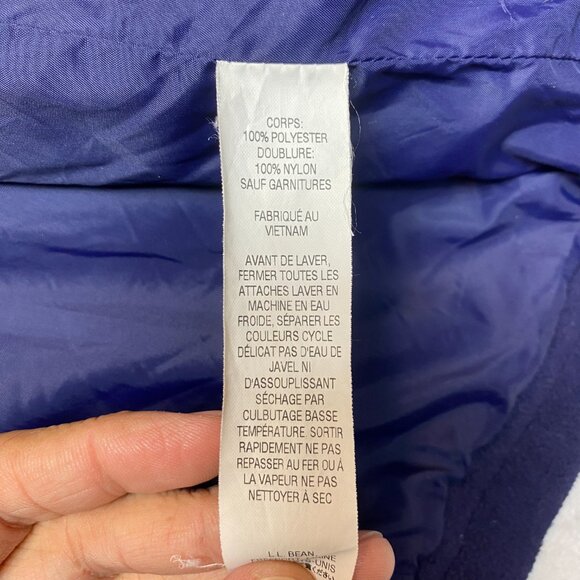 CORPS:
100% POLYESTER
DOUBLURE:
100% NYLON
SAUF GARNITURES
FABRIQUÉ AU
VIETNAM
AVANT DE LAVER,
FERMER TOUTES LES
ATTACHES LAVER EN
MACHINE EN EAU
FROIDE, SÉPARER LES
COULEURS CYCLE
DÉLICAT PAS D'EAU DE
JAVEL NI
D'ASSOUPLISSANT
SÉCHAGE PAR
CULBUTAGE BASSE
TEMPÉRATURE. SORTIR
RAPIDEMENT NE PAS
REPASSER AU FER OU À
LA VAPEUR NE PAS
NETTOYER À SEC
L.L. BEAN